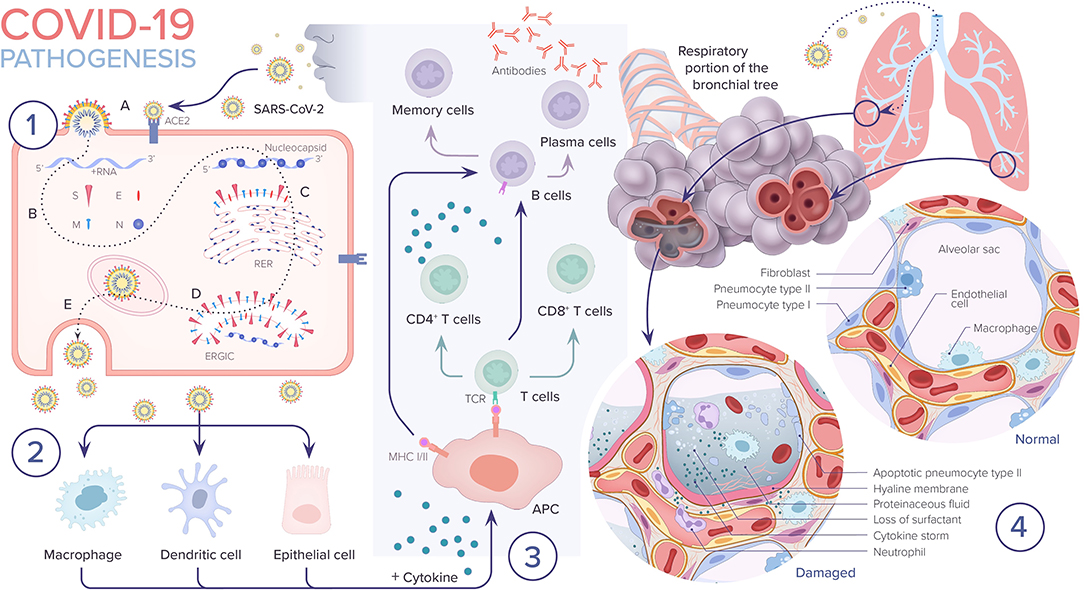 COVID-19
PATHOGENESIS
1
A
ACE2
SARS-CoV-2
5'
+RNA
3'
5'
Nucleocapsid
3'
S
E
M
N
B
C
RER
D
ERGIC
E
2
Macrophage
Dendritic cell
Epithelial cell
+ Cytokine
3
Antibodies
Memory cells
Plasma cells
B cells
CD4⁺ T cells
CD8⁺ T cells
TCR
T cells
MHC I/II
APC
Respiratory
portion of the
bronchial tree
Fibroblast
Pneumocyte type II
Pneumocyte type I
Alveolar sac
Endothelial
cell
Macrophage
Normal
Apoptotic pneumocyte type II
Hyaline membrane
Proteinaceous fluid
Loss of surfactant
Cytokine storm
Neutrophil
Damaged
4